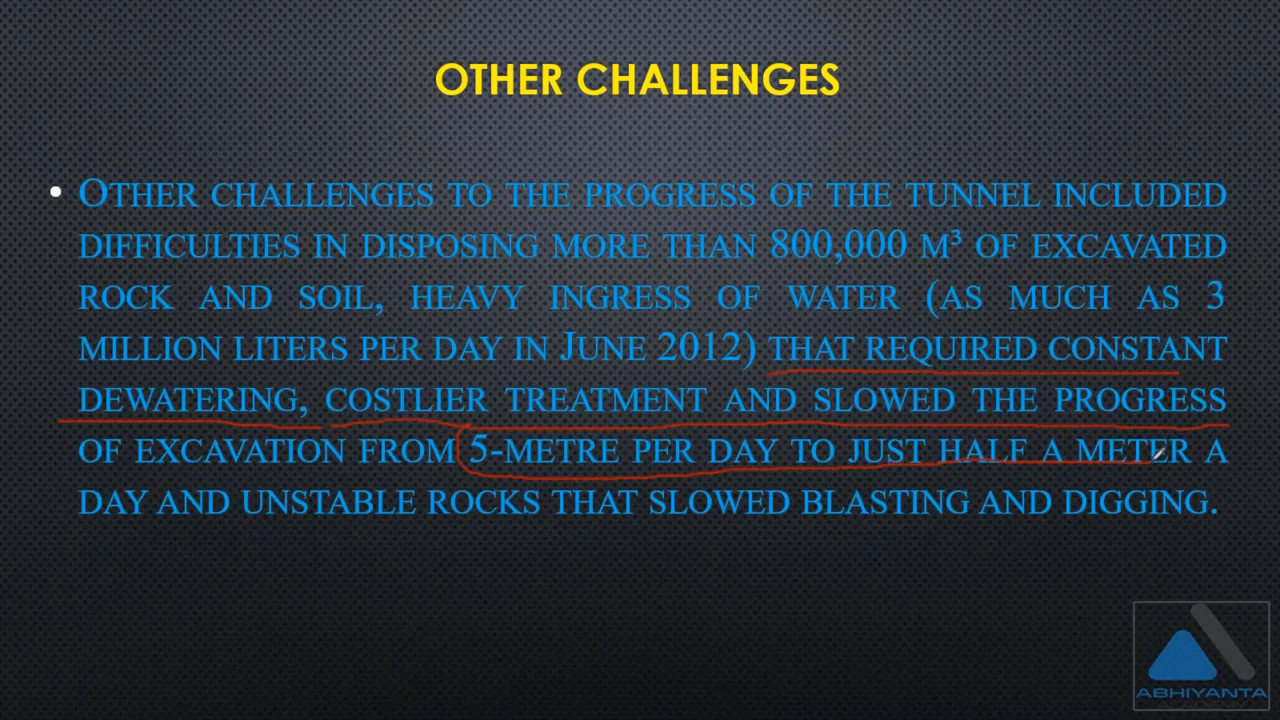 OTHER CHALLENGES
• OTHER CHALLENGES TO THE PROGRESS OF THE TUNNEL INCLUDED
DIFFICULTIES IN DISPOSING MORE THAN 800,000 M³ OF EXCAVATED
ROCK AND SOIL, HEAVY INGRESS OF WATER (AS MUCH AS 3
MILLION LITERS PER DAY IN JUNE 2012) THAT REQUIRED CONSTANT
DEWATERING, COSTLIER TREATMENT AND SLOWED THE PROGRESS
OF EXCAVATION FROM 5-METRE PER DAY TO JUST HALF A METER A
DAY AND UNSTABLE ROCKS THAT SLOWED BLASTING AND DIGGING.
ABHIYANTA
ACADEMY